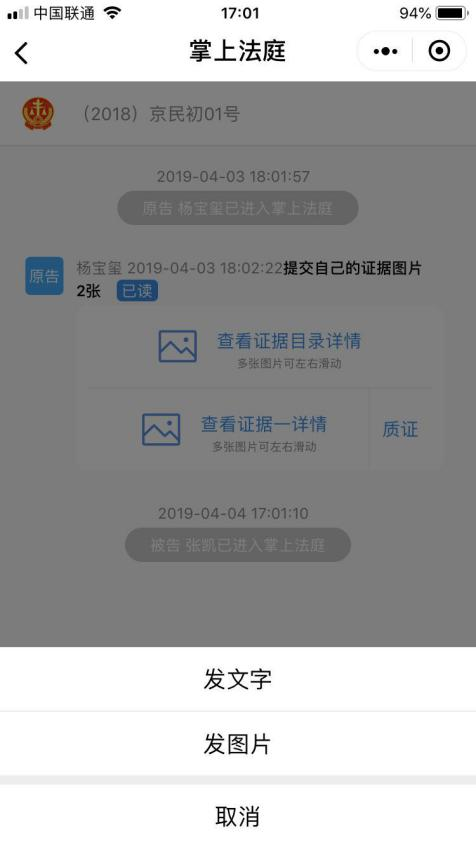 中国联通 17:01 94%
掌上法庭
（2018）京民初01号
2019-04-03 18:01:57
原告 杨宝玺已进入掌上法庭
原告 杨宝玺 2019-04-03 18:02:22提交自己的证据图片
2张 已读
查看证据目录详情
多张图片可左右滑动
查看证据一详情 质证
多张图片可左右滑动
2019-04-04 17:01:10
被告 张凯已进入掌上法庭
发文字
发图片
取消